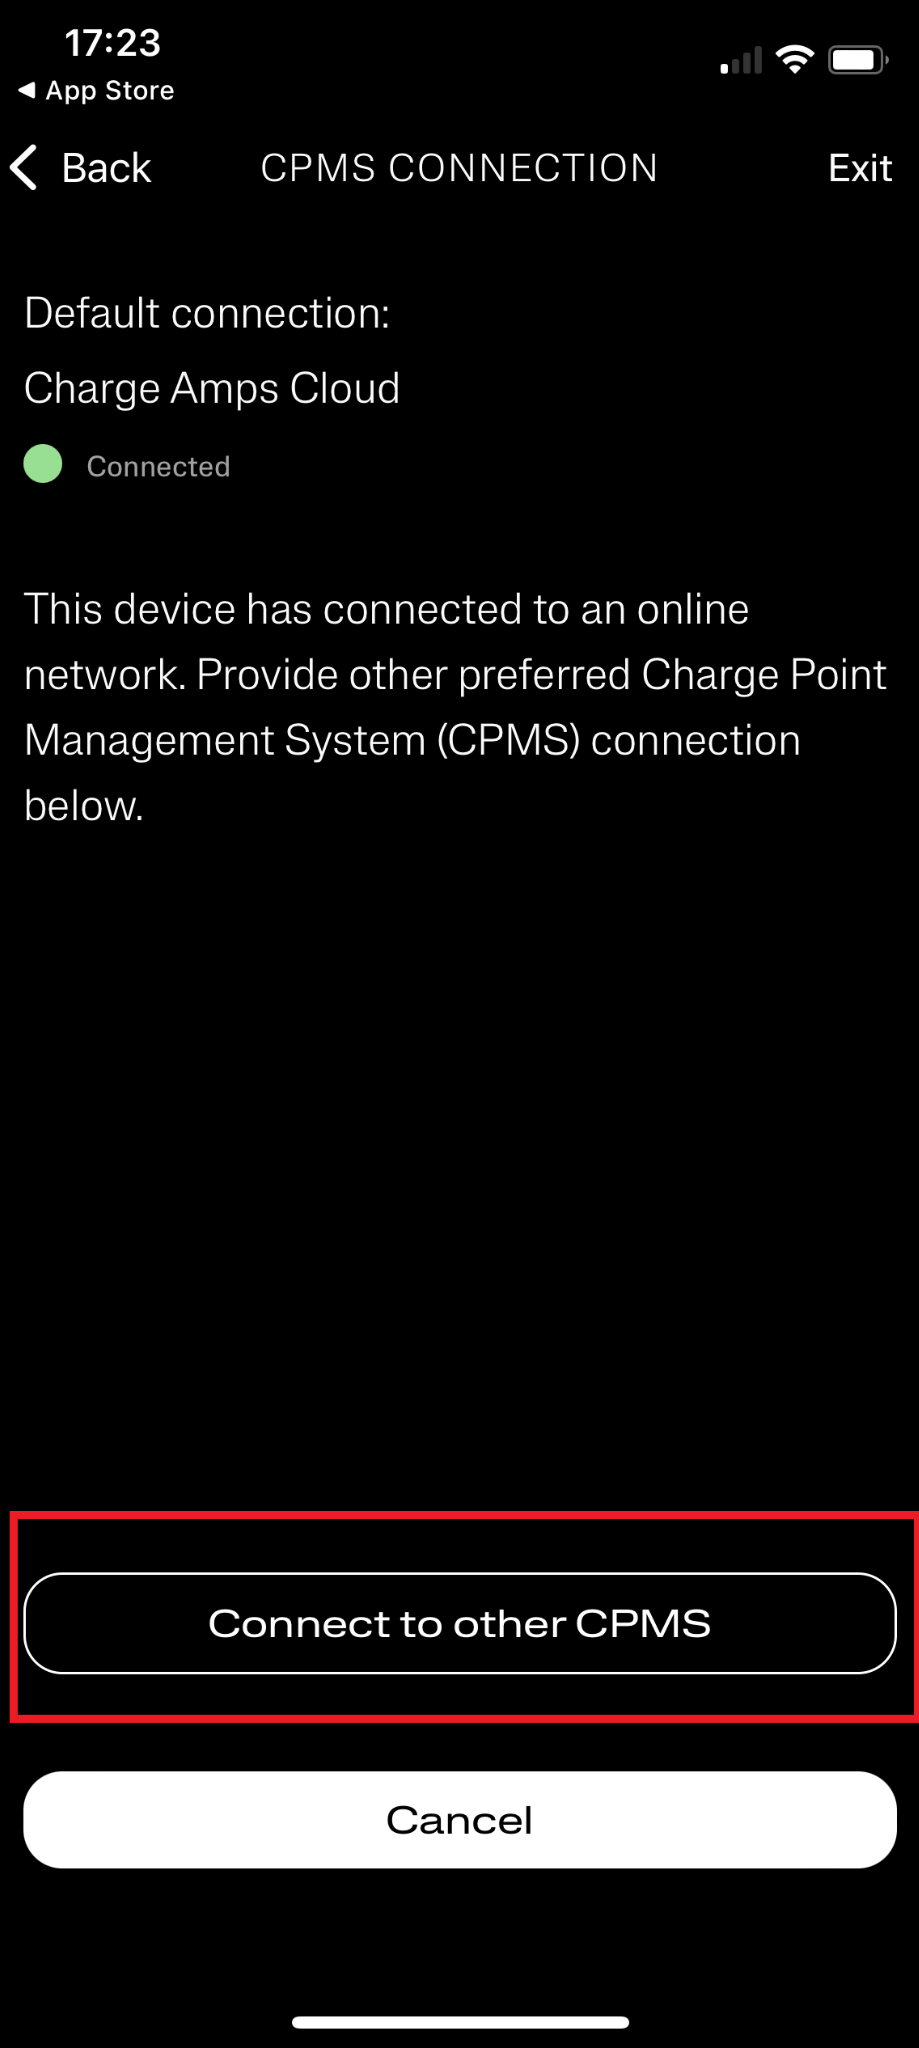 17:23
◀ App Store
Back CPMS CONNECTION Exit
Default connection:
Charge Amps Cloud
Connected
This device has connected to an online
network. Provide other preferred Charge Point
Management System (CPMS) connection
below.
Connect to other CPMS
Cancel